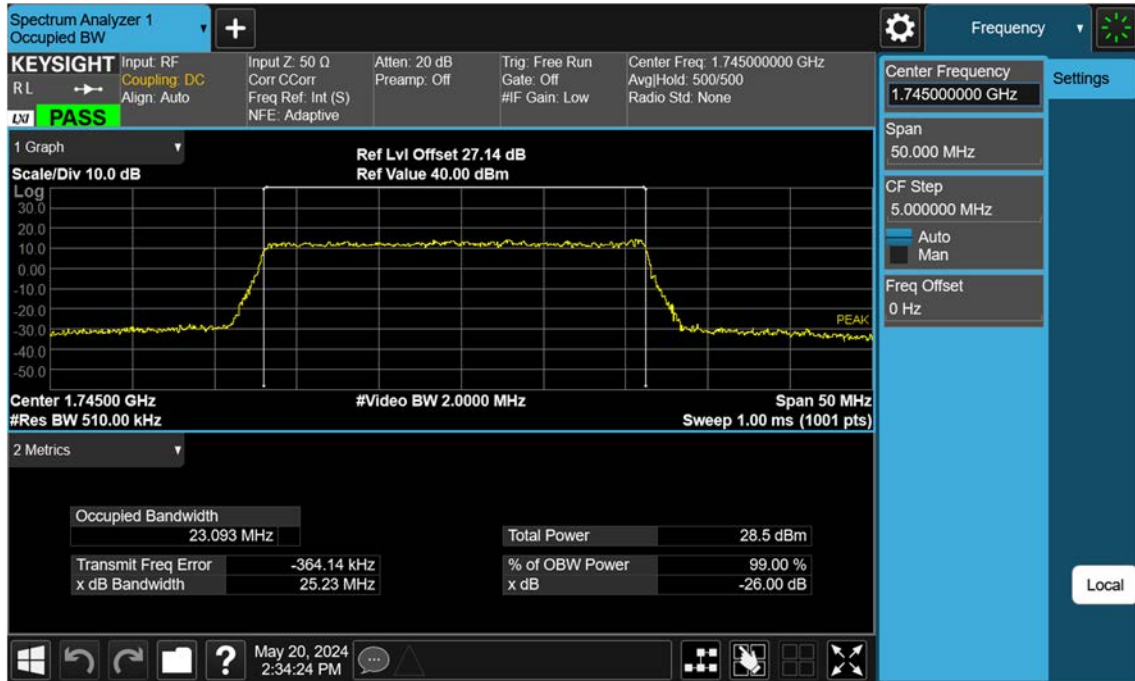 Spectrum Analyzer 1
Occupied BW
Frequency
KEYSIGHT
R L
LXI PASS
Input: RF
Coupling: DC
Align: Auto
Input Z: 50 Ω
Corr CCorr
Freq Ref: Int (S)
NFE: Adaptive
Atten: 20 dB
Preamp: Off
Trig: Free Run
Gate: Off
#IF Gain: Low
Center Freq: 1.745000000 GHz
Avg|Hold: 500/500
Radio Std: None
Center Frequency
1.745000000 GHz
Settings
Span
50.000 MHz
CF Step
5.000000 MHz
Auto
Man
Freq Offset
0 Hz
Local
1 Graph
Scale/Div 10.0 dB
Ref Lvl Offset 27.14 dB
Ref Value 40.00 dBm
Log
30.0
20.0
10.0
0.00
-10.0
-20.0
-30.0
-40.0
-50.0
PEAK
Center 1.74500 GHz
#Video BW 2.0000 MHz
Span 50 MHz
#Res BW 510.00 kHz
Sweep 1.00 ms (1001 pts)
2 Metrics
Occupied Bandwidth
23.093 MHz
Total Power 28.5 dBm
Transmit Freq Error -364.14 kHz
% of OBW Power 99.00 %
x dB Bandwidth 25.23 MHz
x dB -26.00 dB
?
May 20, 2024
2:34:24 PM